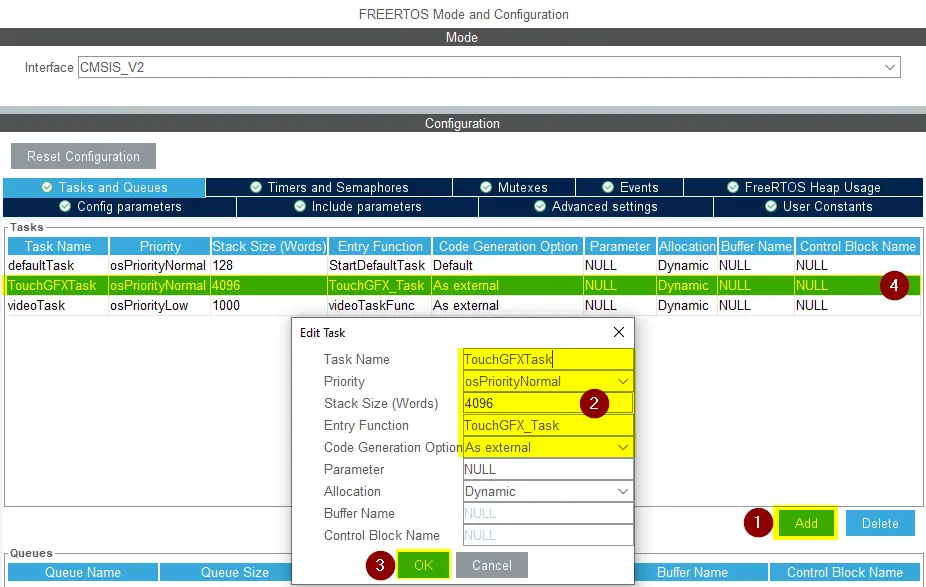 FREERTOS Mode and Configuration
Mode
Interface CMSIS_V2
Configuration
Reset Configuration
Tasks and Queues Timers and Semaphores Mutexes Events FreeRTOS Heap Usage
Config parameters Include parameters Advanced settings User Constants
Tasks
Task Name Priority Stack Size (Words) Entry Function Code Generation Option Parameter Allocation Buffer Name Control Block Name
defaultTask osPriorityNormal 128 StartDefaultTask Default NULL Dynamic NULL NULL
TouchGFXTask osPriorityNormal 4096 TouchGFX_Task As external NULL Dynamic NULL NULL 4
videoTask osPriorityLow 1000 videoTaskFunc As external NULL Dynamic NULL NULL
Edit Task
Task Name TouchGFXTask
Priority osPriorityNormal
Stack Size (Words) 4096 2
Entry Function TouchGFX_Task
Code Generation Option As external
Parameter NULL
Allocation Dynamic
Buffer Name NULL
Control Block Name NULL
1 Add Delete
3 OK Cancel
Queues
Queue Name Queue Size Buffer Name Control Block Name